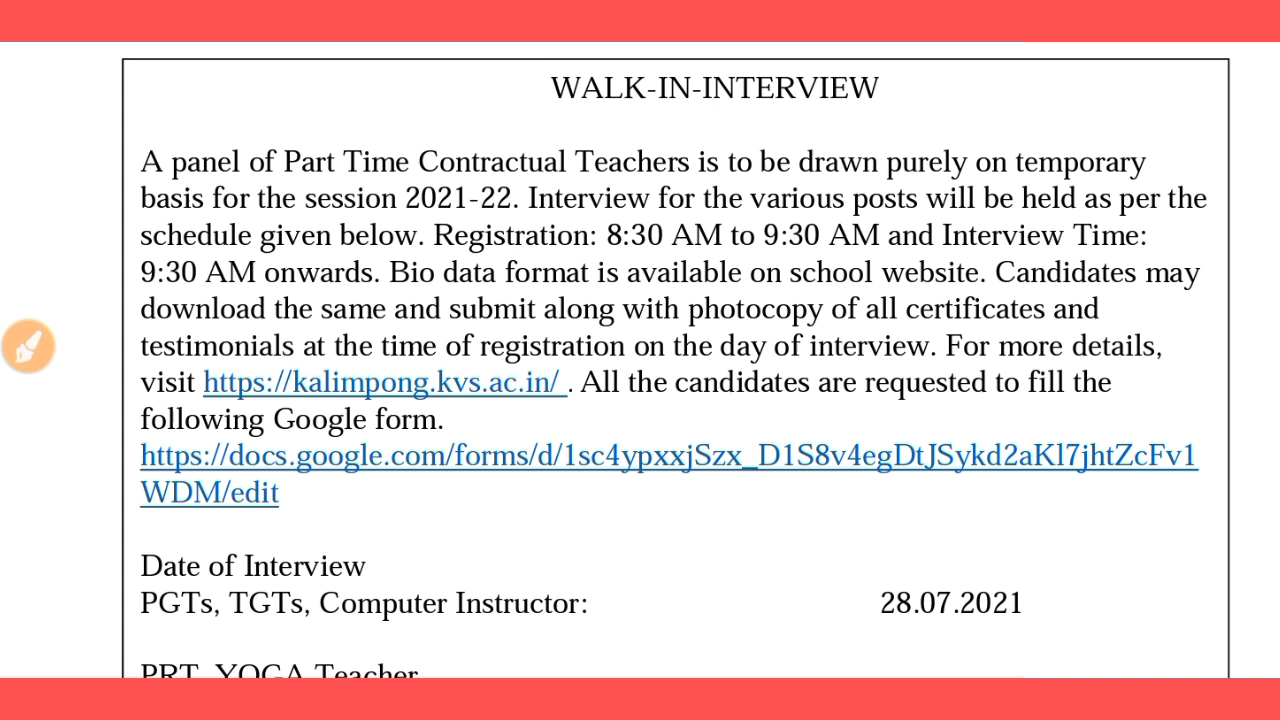 WALK-IN-INTERVIEW
A panel of Part Time Contractual Teachers is to be drawn purely on temporary
basis for the session 2021-22. Interview for the various posts will be held as per the
schedule given below. Registration: 8:30 AM to 9:30 AM and Interview Time:
9:30 AM onwards. Bio data format is available on school website. Candidates may
download the same and submit along with photocopy of all certificates and
testimonials at the time of registration on the day of interview. For more details,
visit https://kalimpong.kvs.ac.in/ . All the candidates are requested to fill the
following Google form.
https://docs.google.com/forms/d/1sc4ypxxjSzx_D1S8v4egDtJSykd2aKl7jhtZcFv1
WDM/edit
Date of Interview
PGTs, TGTs, Computer Instructor: 28.07.2021
PRT, YOGA Teacher